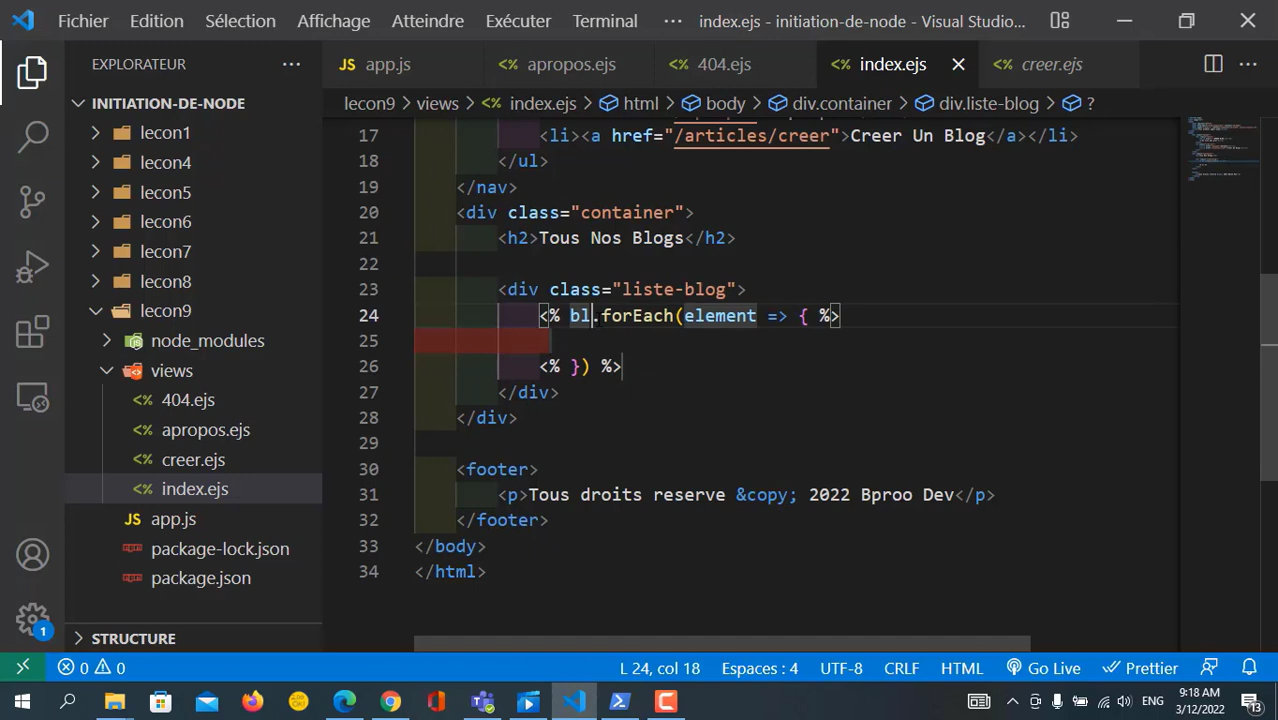 Fichier Edition Sélection Affichage Atteindre Exécuter Terminal ··· index.ejs - initiation-de-node - Visual Studio...
EXPLORATEUR ···
JS app.js <% apropos.ejs <% 404.ejs <% index.ejs <% creer.ejs ···
INITIATION-DE-NODE
lecon9 > views > <% index.ejs > html > body > div.container > div.liste-blog > ?
lecon1
lecon4
lecon5
lecon6
lecon7
lecon8
lecon9
node_modules
views
<% 404.ejs
<% apropos.ejs
<% creer.ejs
<% index.ejs
JS app.js
package-lock.json
package.json
STRUCTURE
17 <li><a href="/articles/creer">Creer Un Blog</a></li>
18 </ul>
19 </nav>
20 <div class="container">
21 <h2>Tous Nos Blogs</h2>
22
23 <div class="liste-blog">
24 <% bl.forEach(element => { %>
25
26 <% }) %>
27 </div>
28 </div>
29
30 <footer>
31 <p>Tous droits reserve &copy; 2022 Bproo Dev</p>
32 </footer>
33 </body>
34 </html>
1
0 0 L 24, col 18 Espaces : 4 UTF-8 CRLF HTML Go Live Prettier
ENG 9:18 AM
3/12/2022 13